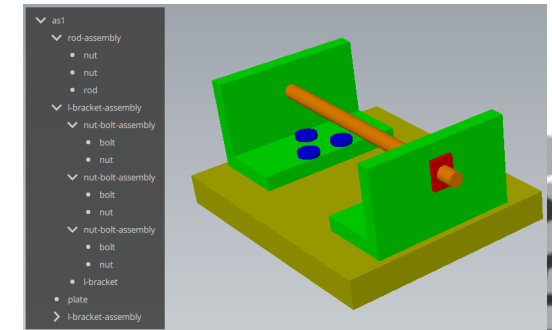 as1
rod-assembly
nut
nut
rod
l-bracket-assembly
nut-bolt-assembly
bolt
nut
nut-bolt-assembly
bolt
nut
nut-bolt-assembly
bolt
nut
l-bracket
plate
l-bracket-assembly